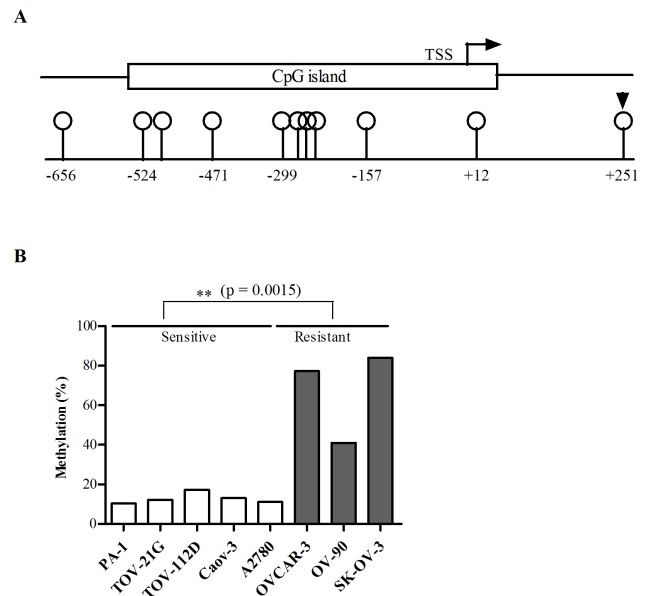 A
TSS
CpG island
-656 -524 -471 -299 -157 +12 +251
B
** (p = 0.0015)
Sensitive Resistant
Methylation (%)
100
80
60
40
20
0
PA-1
TOV-21G
TOV-112D
Caov-3
A2780
OVCAR-3
OV-90
SK-OV-3